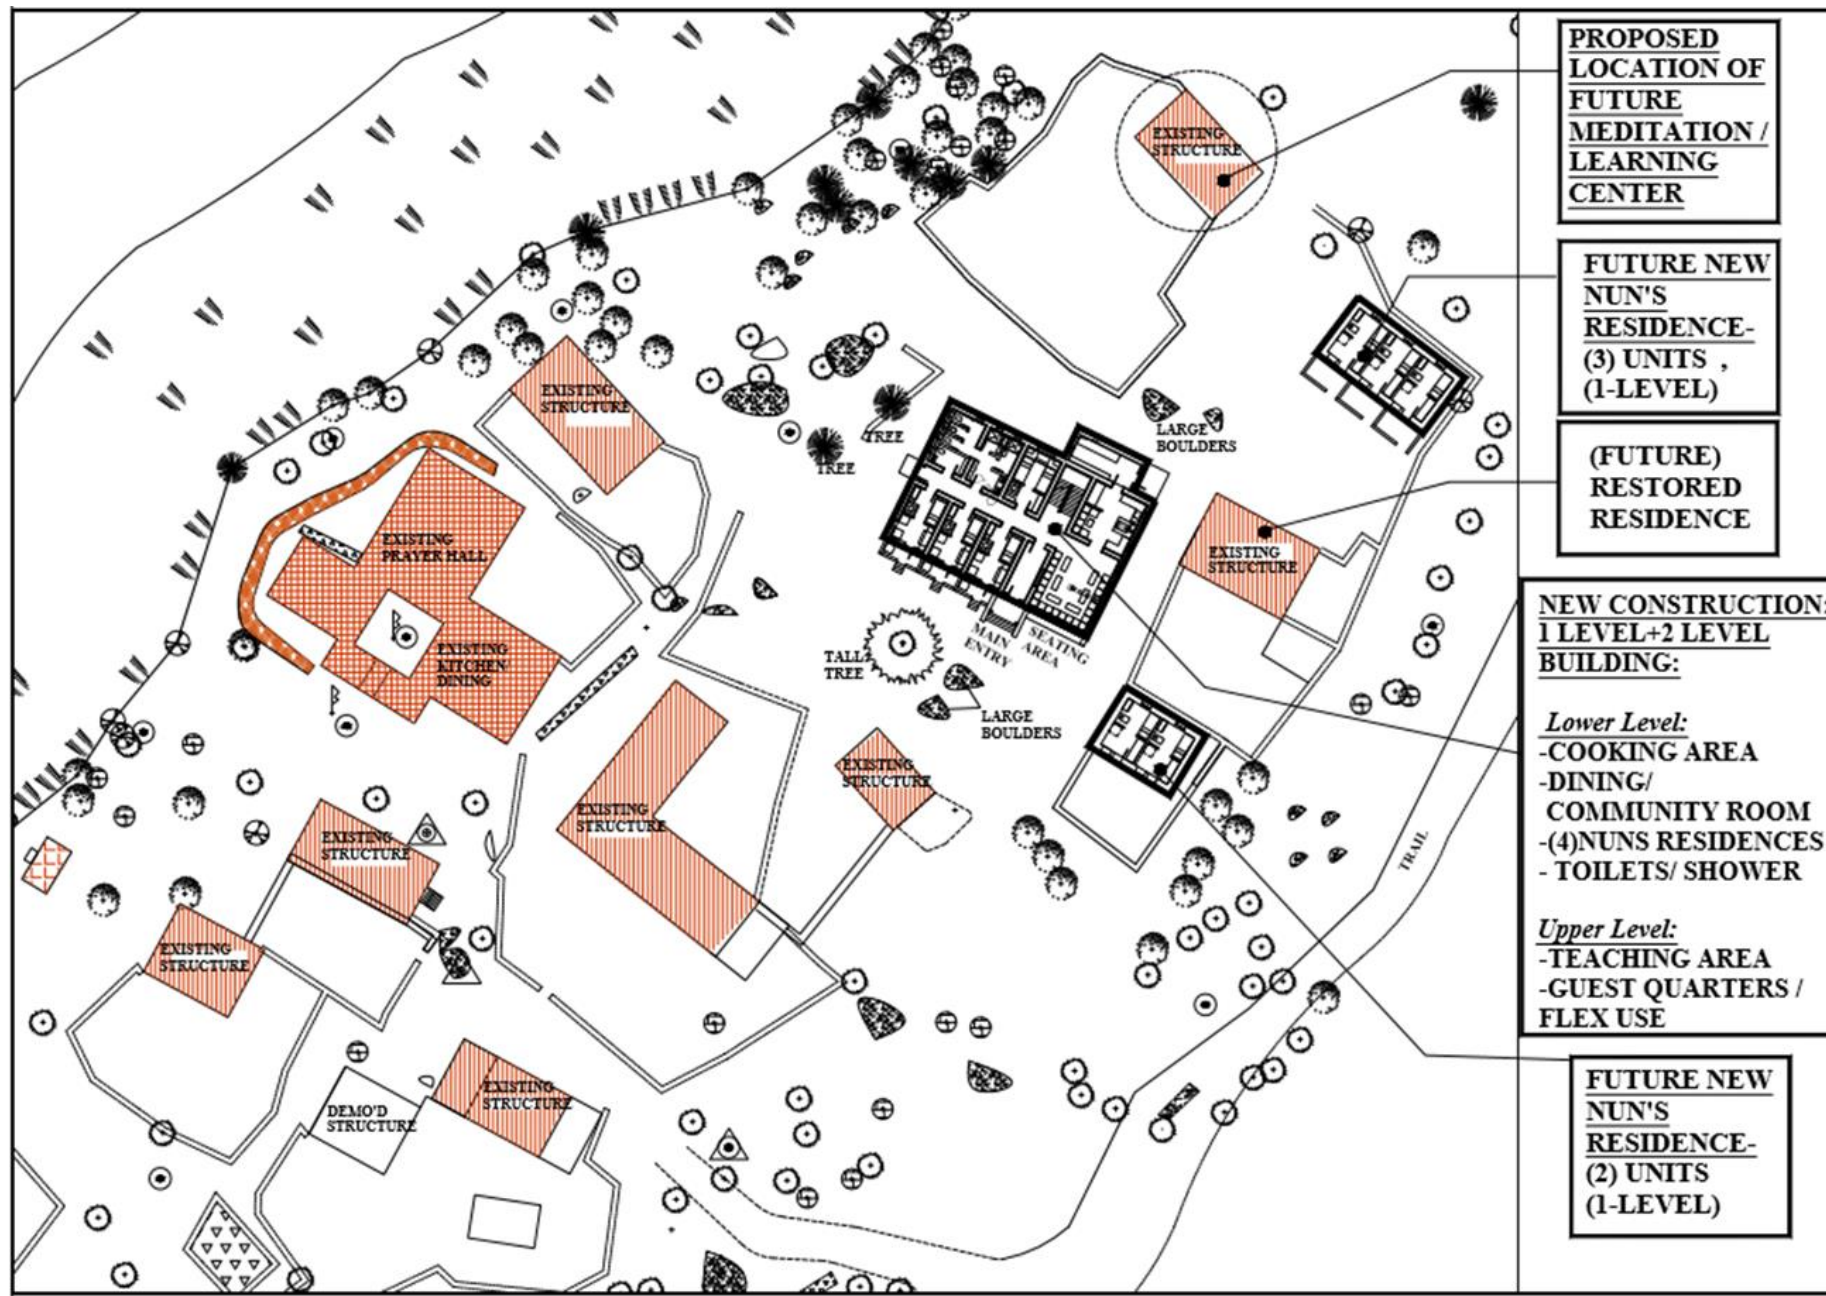 PROPOSED
LOCATION OF
FUTURE
MEDITATION /
LEARNING
CENTER
FUTURE NEW
NUN'S
RESIDENCE-
(3) UNITS ,
(1-LEVEL)
(FUTURE)
RESTORED
RESIDENCE
NEW CONSTRUCTION:
1 LEVEL+2 LEVEL
BUILDING:
Lower Level:
-COOKING AREA
-DINING/
COMMUNITY ROOM
-(4)NUNS RESIDENCES
- TOILETS/ SHOWER
Upper Level:
-TEACHING AREA
-GUEST QUARTERS /
FLEX USE
FUTURE NEW
NUN'S
RESIDENCE-
(2) UNITS
(1-LEVEL)
EXISTING
STRUCTURE
EXISTING
STRUCTURE
TREE
TREE
LARGE
BOULDERS
EXISTING
PRAYER HALL
EXISTING
STRUCTURE
EXISTING
KITCHEN/
DINING
MAIN
ENTRY
SEATING
AREA
TALL
TREE
LARGE
BOULDERS
EXISTING
STRUCTURE
EXISTING
STRUCTURE
EXISTING
STRUCTURE
TRAIL
EXISTING
STRUCTURE
EXISTING
STRUCTURE
DEMO'D
STRUCTURE